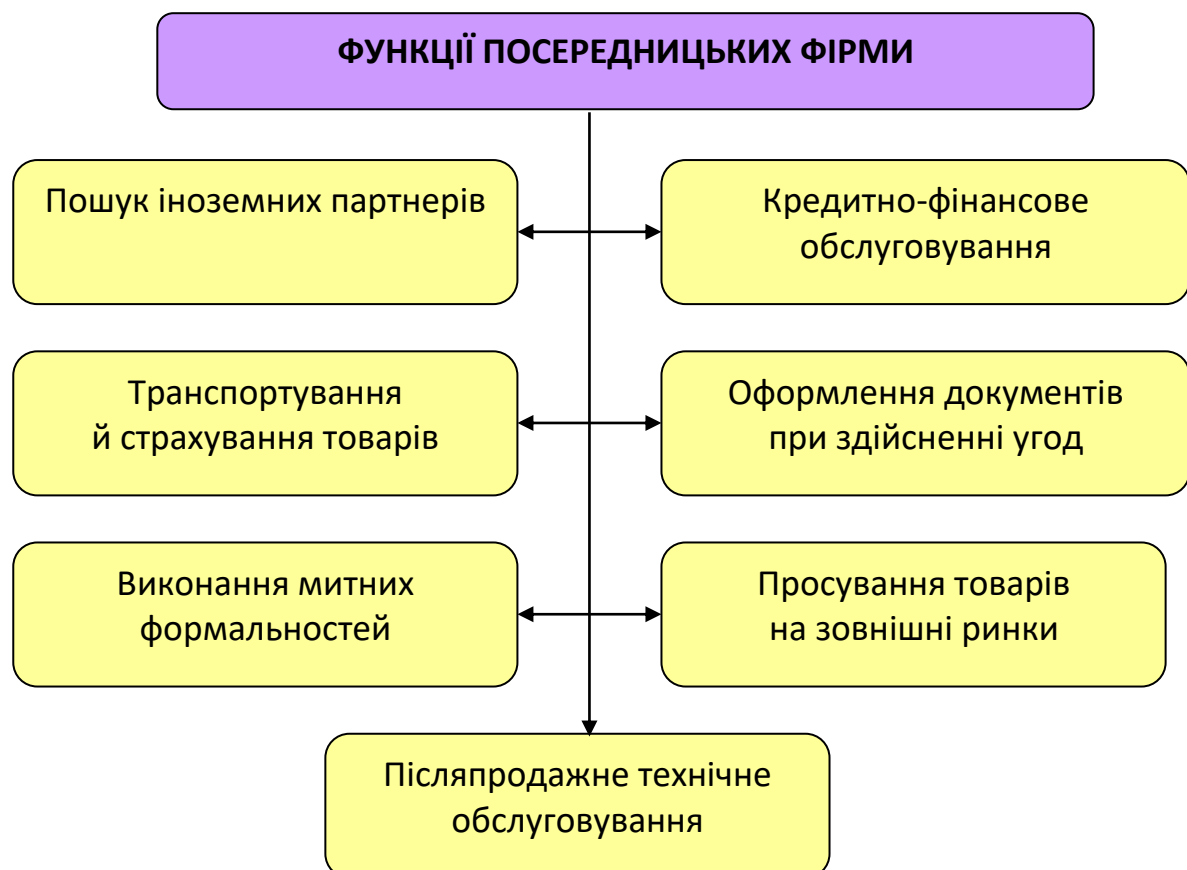 ФУНКЦІЇ ПОСЕРЕДНИЦЬКИХ ФІРМИ
Пошук іноземних партнерів
Кредитно-фінансове
обслуговування
Транспортування
й страхування товарів
Оформлення документів
при здійсненні угод
Виконання митних
формальностей
Просування товарів
на зовнішні ринки
Післяпродажне технічне
обслуговування